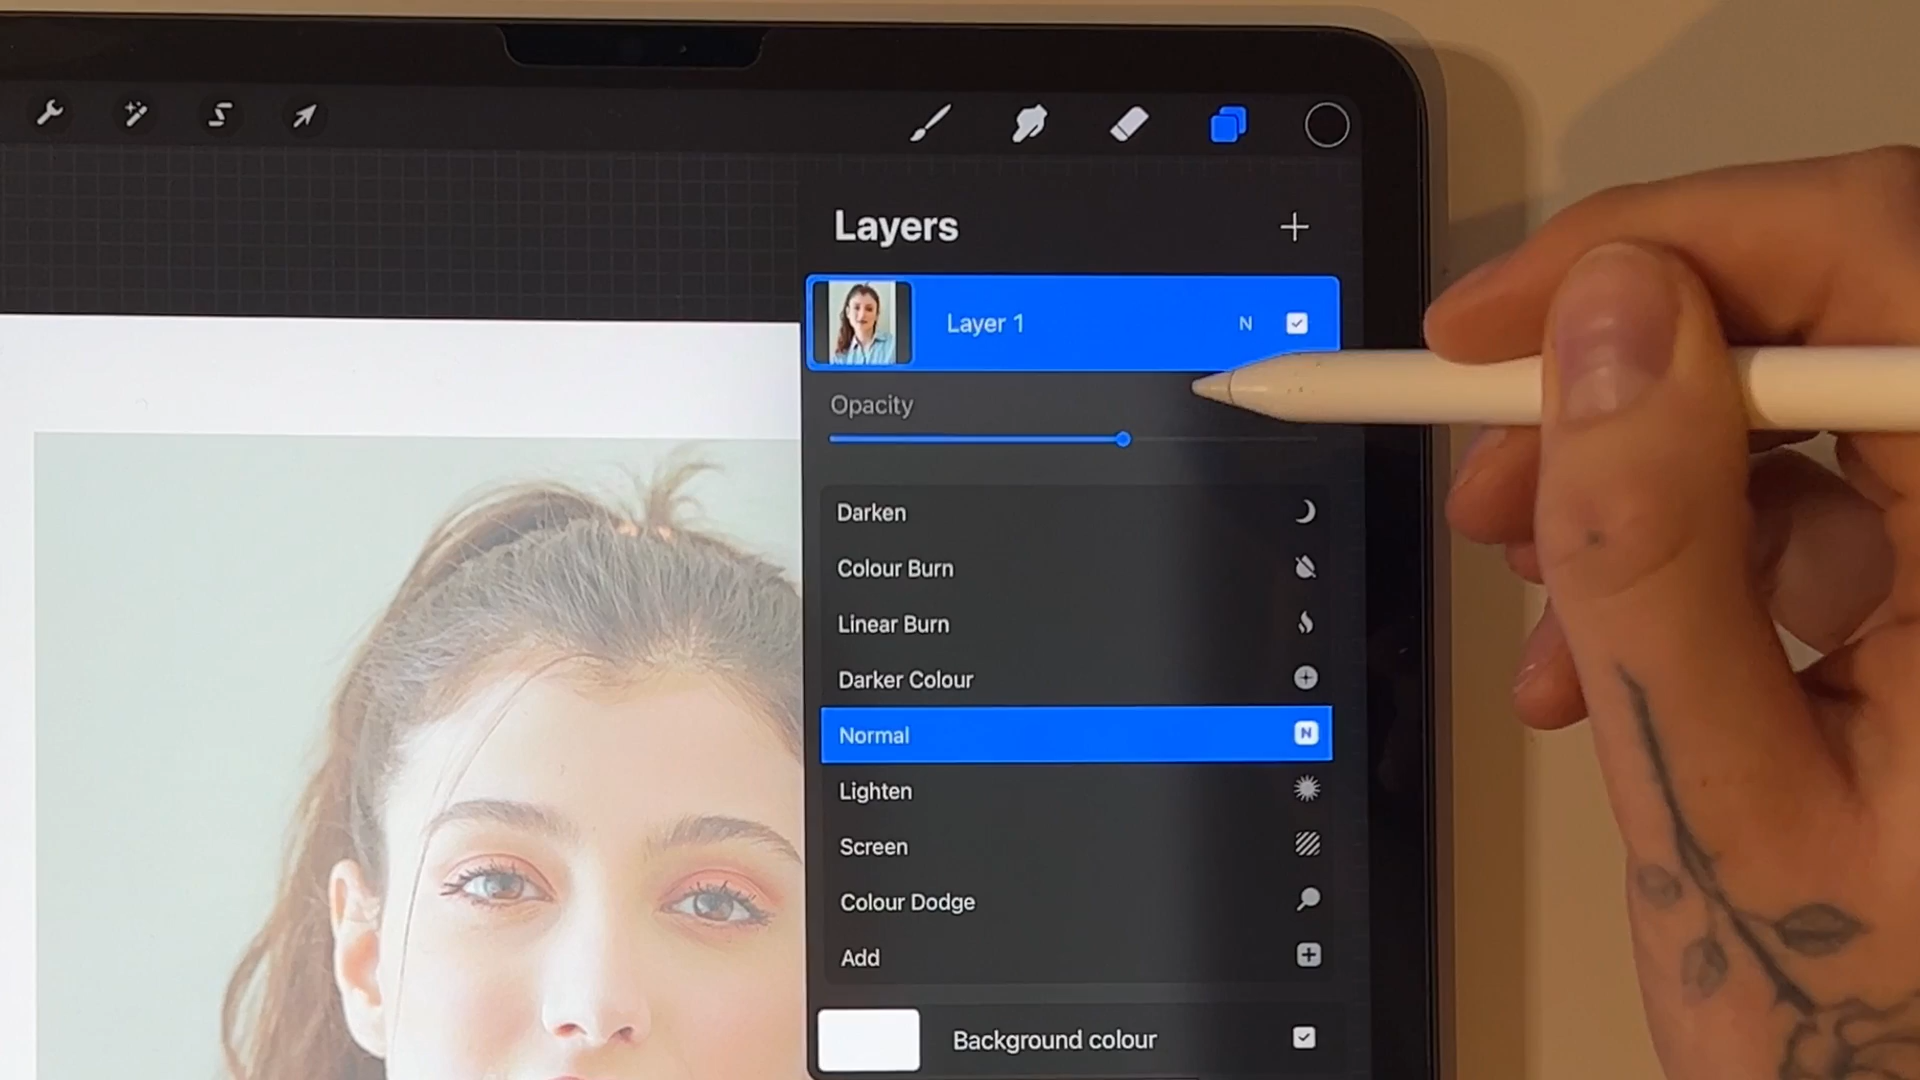 Layers
Layer 1 N
Opacity
Darken
Colour Burn
Linear Burn
Darker Colour
Normal N
Lighten
Screen
Colour Dodge
Add
Background colour